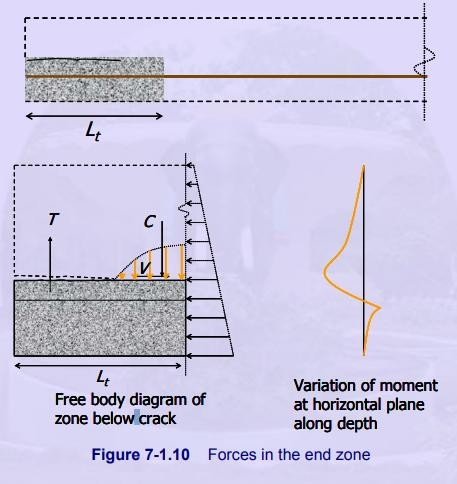 Lt
T
C
V
Lt
Free body diagram of
zone below crack
Variation of moment
at horizontal plane
along depth
Figure 7-1.10 Forces in the end zone